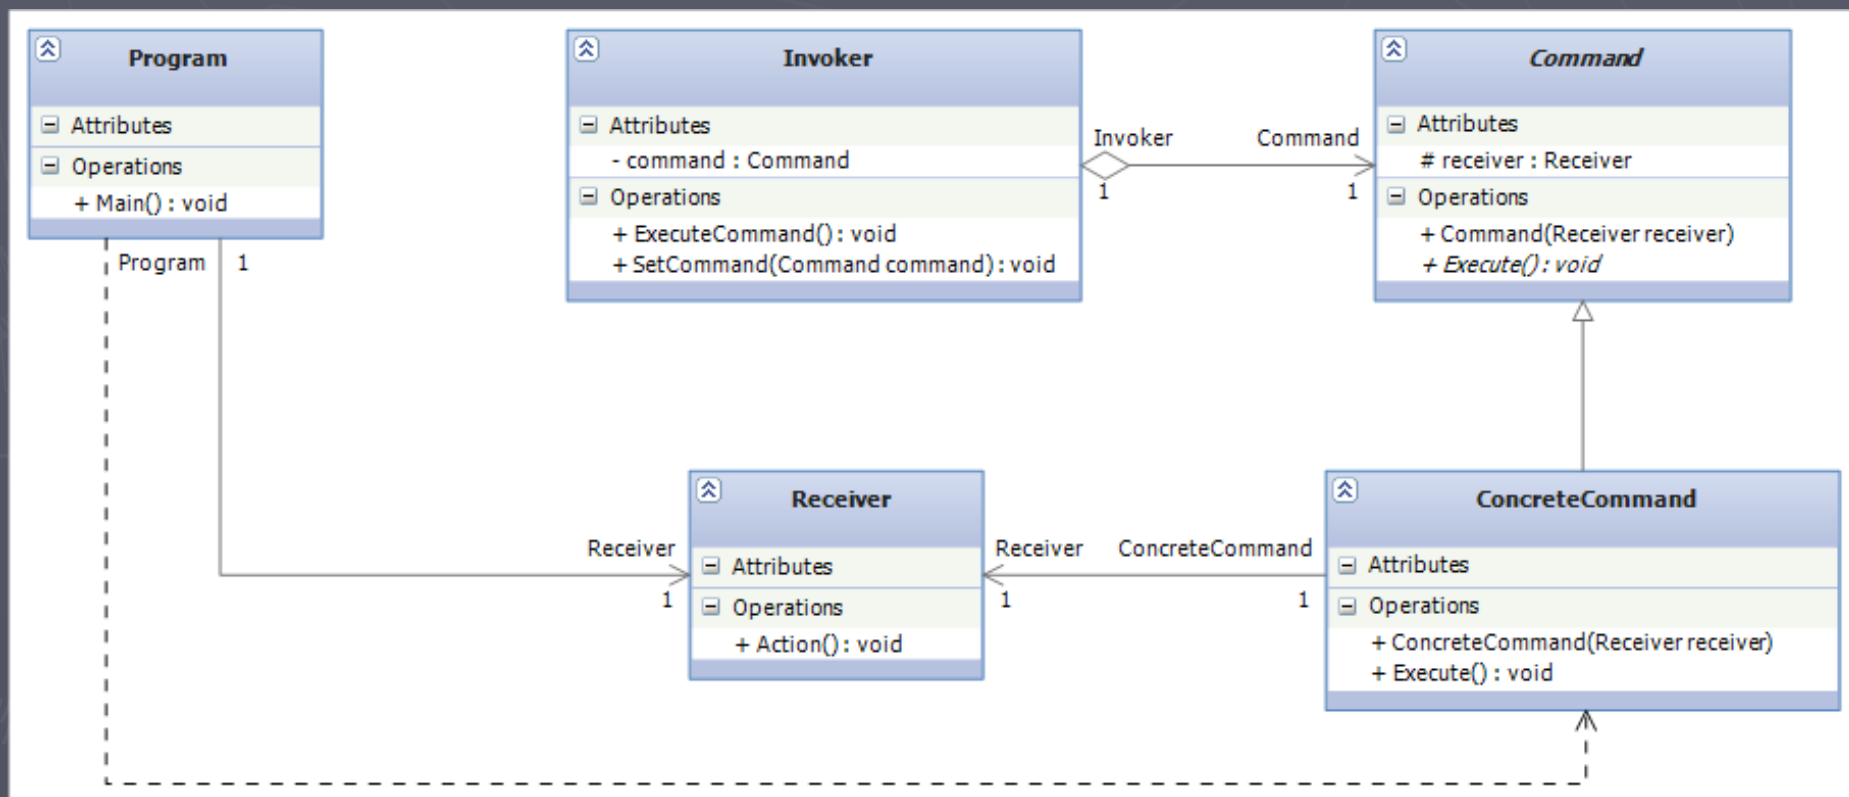 Program
Attributes
Operations
+ Main() : void
Invoker
Attributes
- command : Command
Operations
+ ExecuteCommand() : void
+ SetCommand(Command command) : void
Invoker
1
Command
1
Command
Attributes
# receiver : Receiver
Operations
+ Command(Receiver receiver)
+ Execute() : void
Program
1
Receiver
1
Receiver
Attributes
Operations
+ Action() : void
Receiver
1
ConcreteCommand
1
ConcreteCommand
Attributes
Operations
+ ConcreteCommand(Receiver receiver)
+ Execute() : void